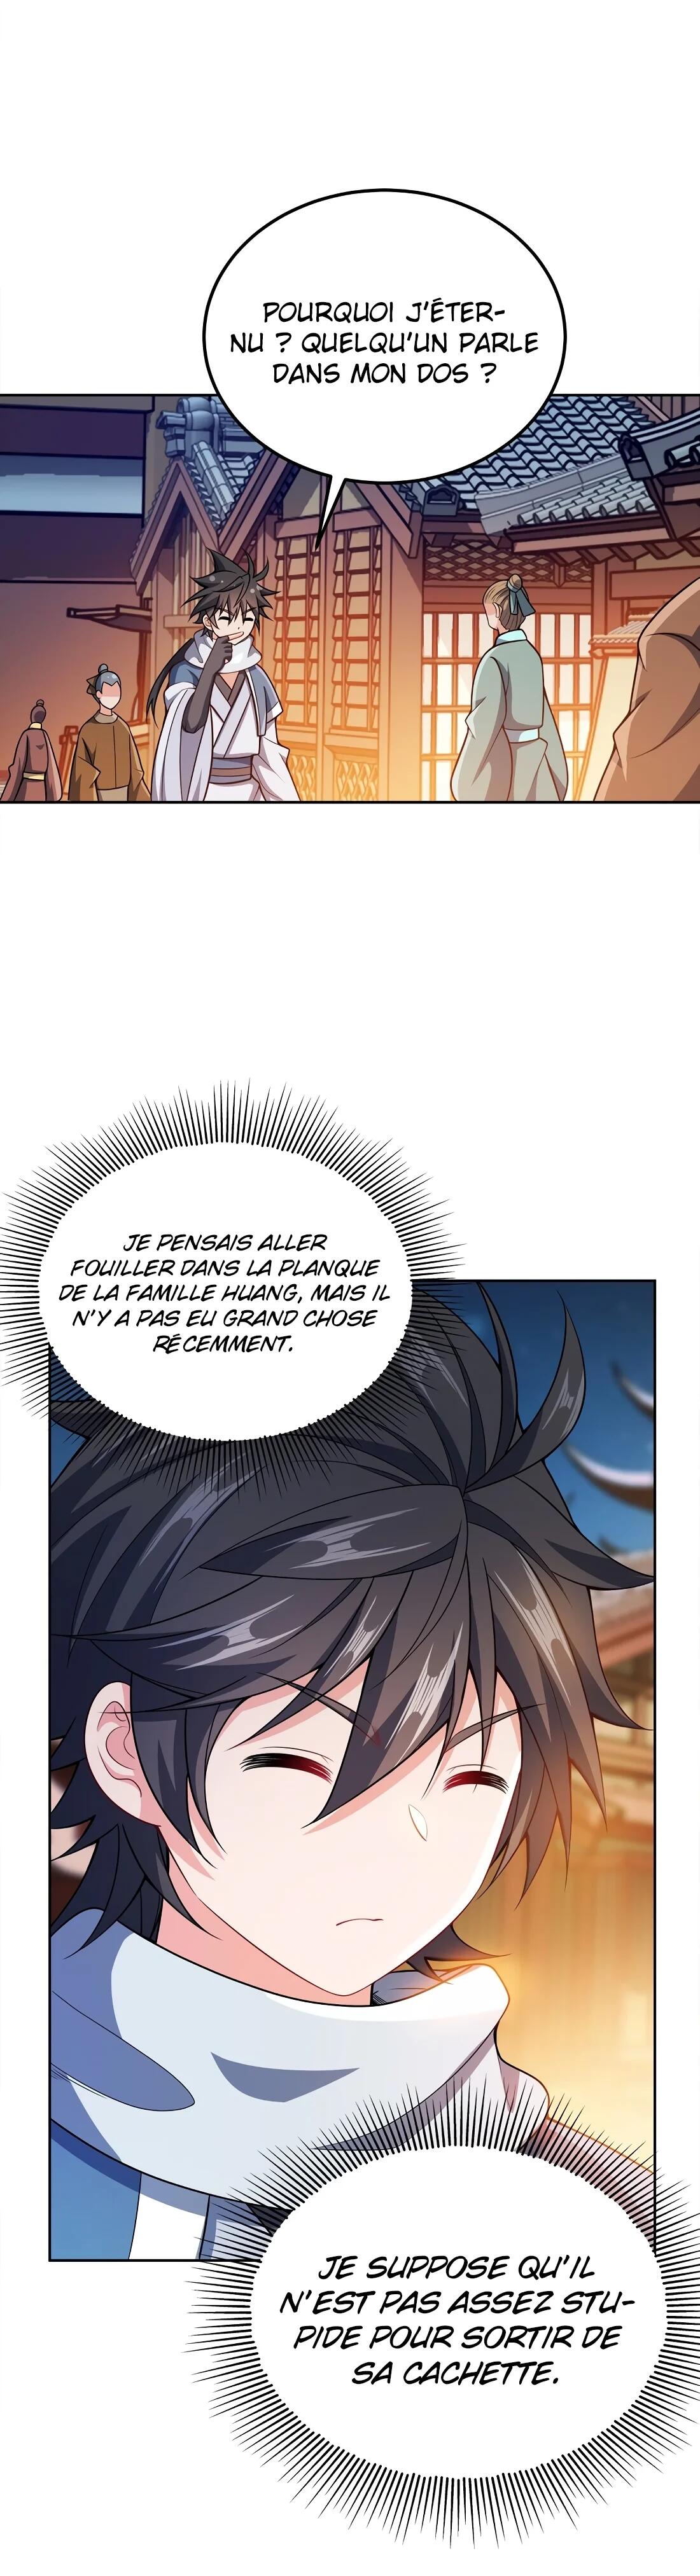 POURQUOI J'ÉTER-
NU ? QUELQU'UN PARLE
DANS MON DOS ?
JE PENSAIS ALLER
FOUILLER DANS LA PLANQUE
DE LA FAMILLE HUANG, MAIS IL
N'Y A PAS EU GRAND CHOSE
RÉCEMMENT.
JE SUPPOSE QU'IL
N'EST PAS ASSEZ STU-
PIDE POUR SORTIR DE
SA CACHETTE.